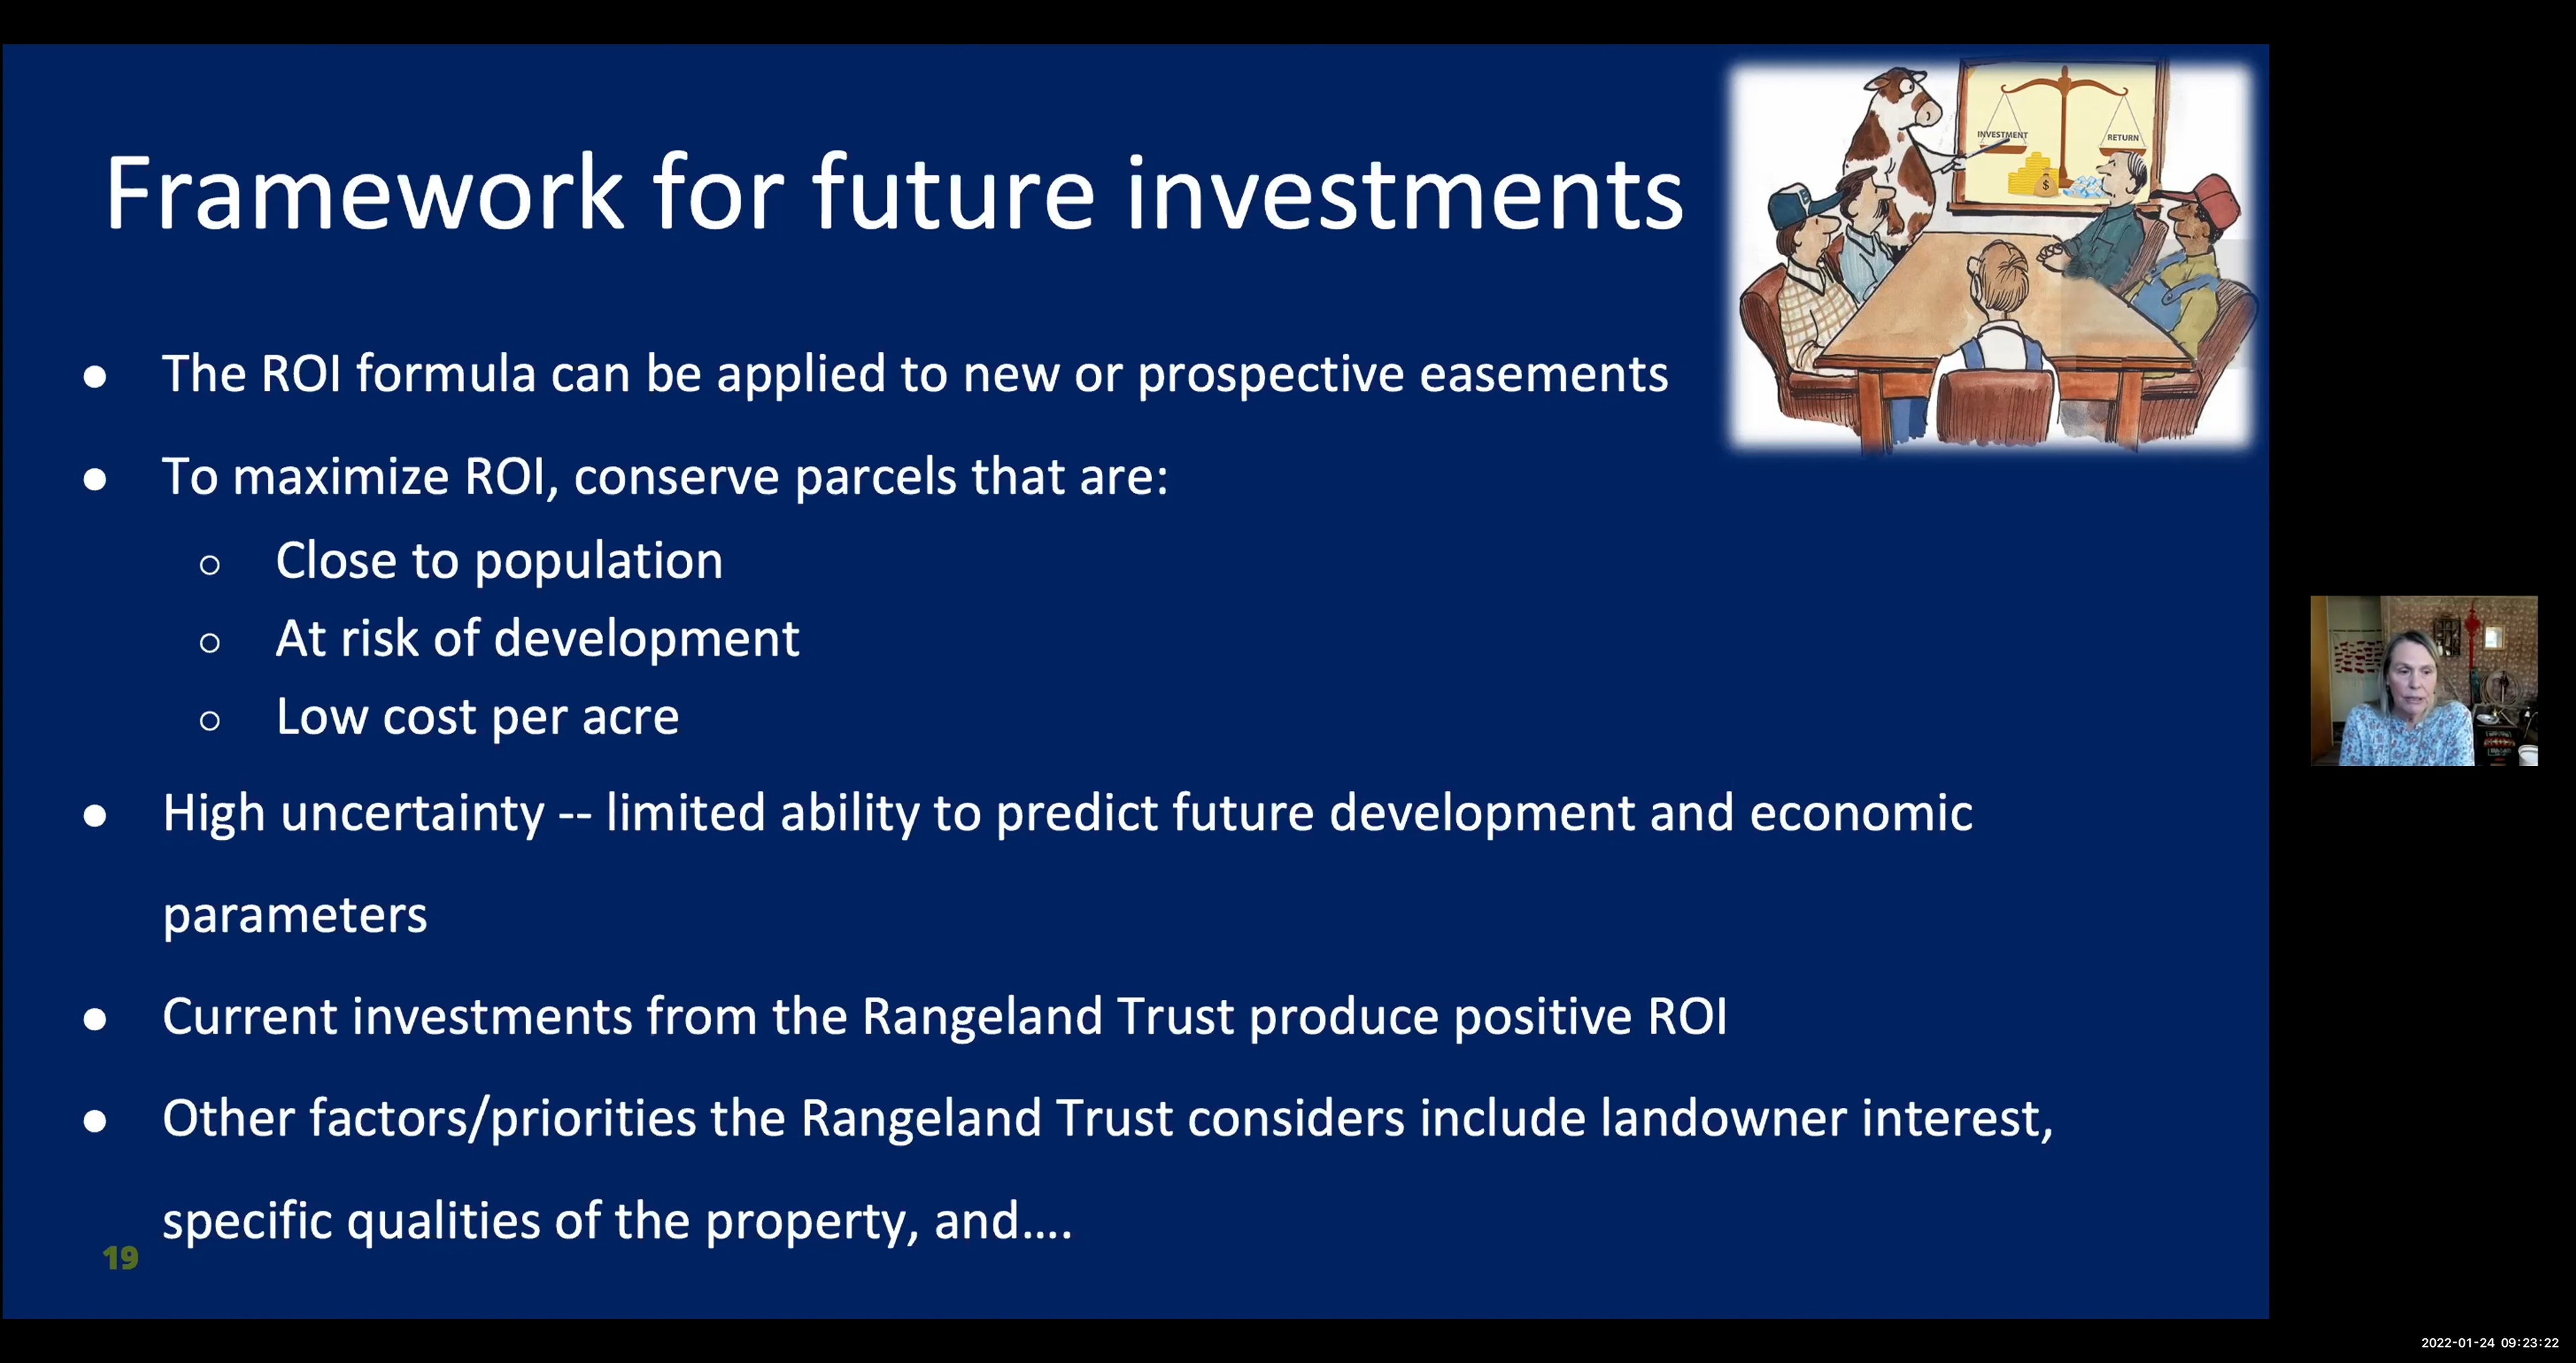 Framework for future investments
INVESTMENT
RETURN
$
● The ROI formula can be applied to new or prospective easements
● To maximize ROI, conserve parcels that are:
○ Close to population
○ At risk of development
○ Low cost per acre
● High uncertainty -- limited ability to predict future development and economic
parameters
● Current investments from the Rangeland Trust produce positive ROI
● Other factors/priorities the Rangeland Trust considers include landowner interest,
specific qualities of the property, and....
19
2022-01-24 09:23:22